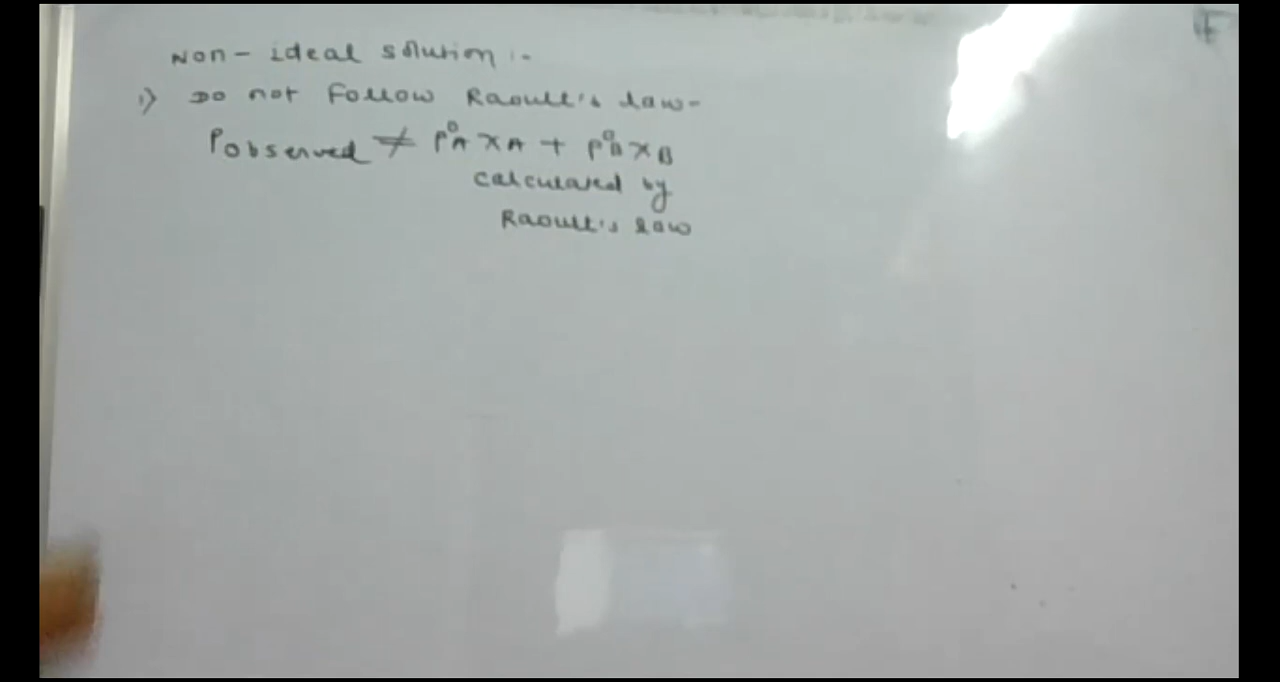 Non - ideal solution :-
1) Do not Follow Raoult's law-
Pobserved ≠ P°A xA + P°B xB
calculated by
Raoult's law